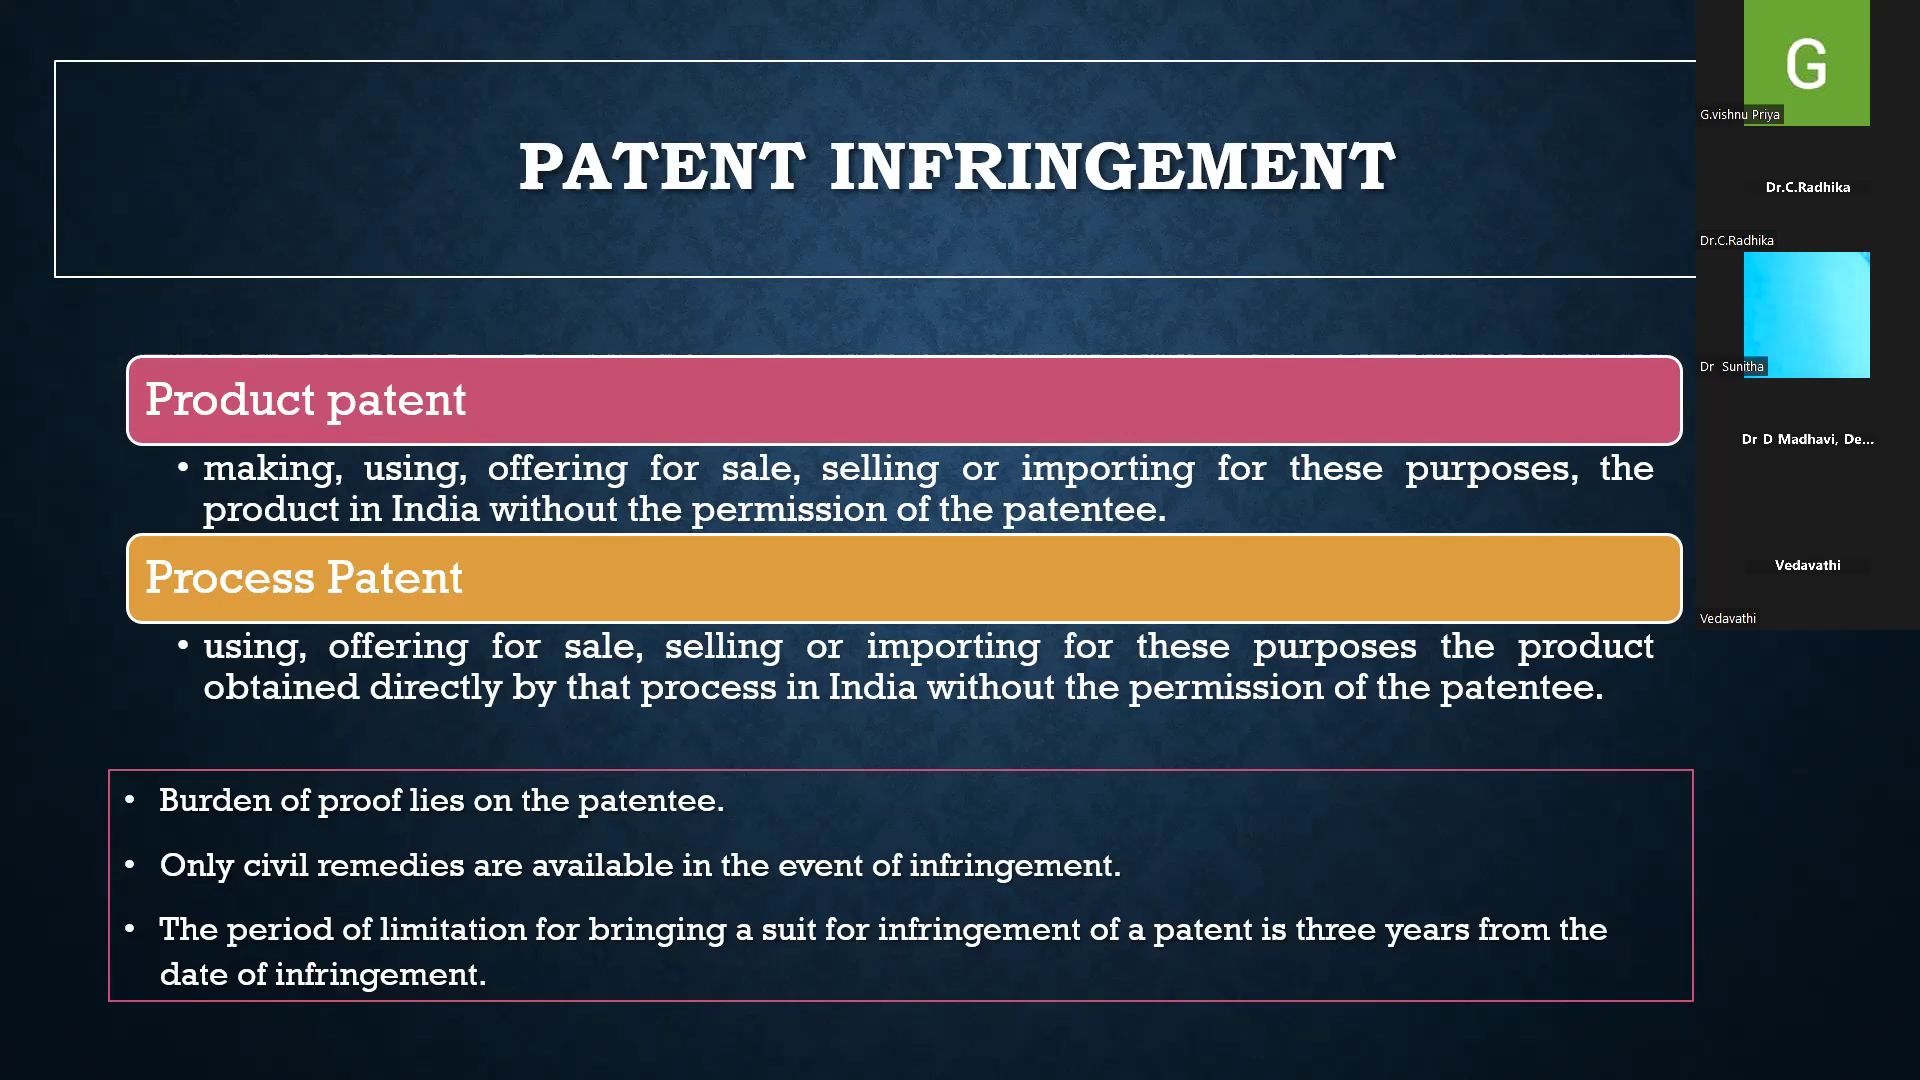 PATENT INFRINGEMENT
Product patent
• making, using, offering for sale, selling or importing for these purposes, the
product in India without the permission of the patentee.
Process Patent
• using, offering for sale, selling or importing for these purposes the product
obtained directly by that process in India without the permission of the patentee.
• Burden of proof lies on the patentee.
• Only civil remedies are available in the event of infringement.
• The period of limitation for bringing a suit for infringement of a patent is three years from the
date of infringement.
G
G.vishnu Priya
Dr.C.Radhika
Dr.C.Radhika
Dr Sunitha
Dr D Madhavi, De...
Vedavathi
Vedavathi